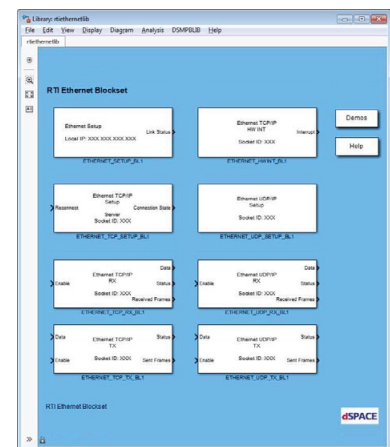 Library: rtiethernetlib
File Edit View Display Diagram Analysis DSMPBLIB Help
rtiethernetlib
RTI Ethernet Blockset
Ethernet Setup
Local IP: XXX.XXX.XXX.XXX
Link Status
ETHERNET_SETUP_BL1
Ethernet TCP/IP
HW INT
Socket ID: XXX
Interrupt
ETHERNET_HWINT_BL1
Demos
Help
Reconnect
Ethernet TCP/IP
Setup
Server
Socket ID: XXX
Connection State
ETHERNET_TCP_SETUP_BL1
Ethernet UDP/IP
Setup
Socket ID: XXX
ETHERNET_UDP_SETUP_BL1
Enable
Ethernet TCP/IP
RX
Socket ID: XXX
Data
Status
Received Frames
ETHERNET_TCP_RX_BL1
Enable
Ethernet UDP/IP
RX
Socket ID: XXX
Data
Status
Received Frames
ETHERNET_UDP_RX_BL1
Data
Enable
Ethernet TCP/IP
TX
Socket ID: XXX
Status
Sent Frames
ETHERNET_TCP_TX_BL1
Data
Enable
Ethernet UDP/IP
TX
Socket ID: XXX
Status
Sent Frames
ETHERNET_UDP_TX_BL1
RTI Ethernet Blockset
dSPACE